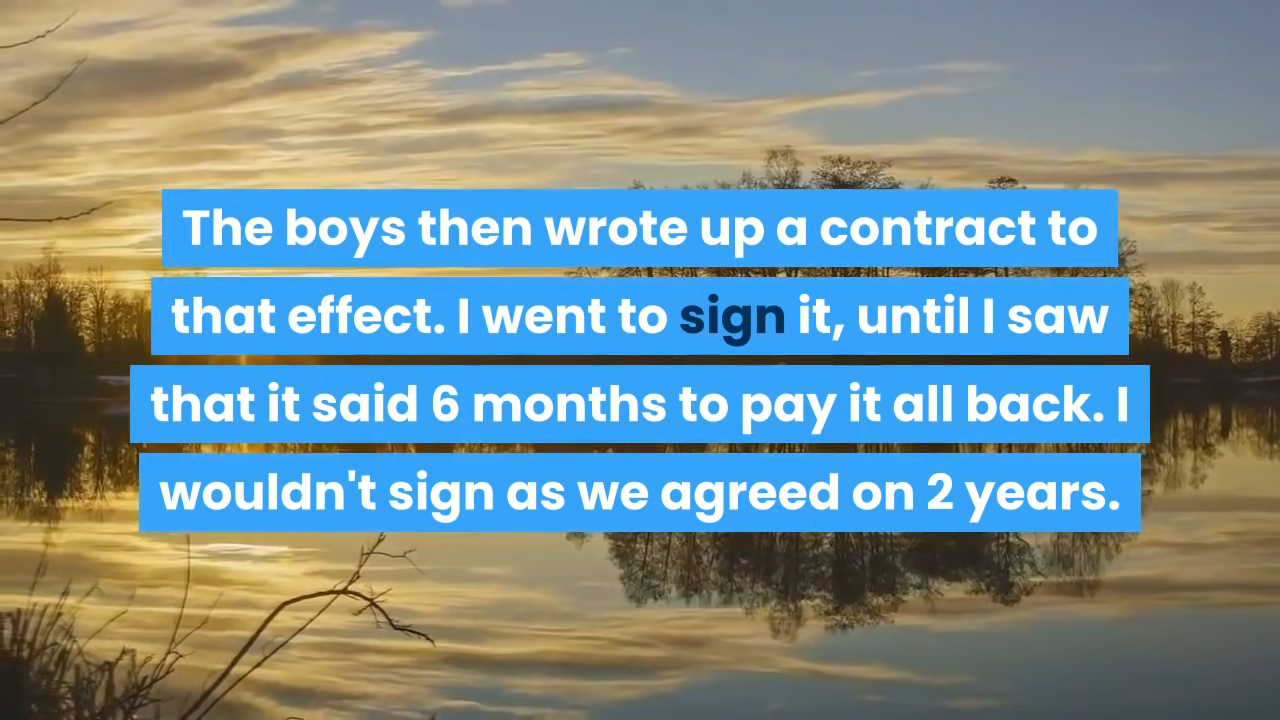 The boys then wrote up a contract to
that effect. I went to sign it, until I saw
that it said 6 months to pay it all back. I
wouldn't sign as we agreed on 2 years.